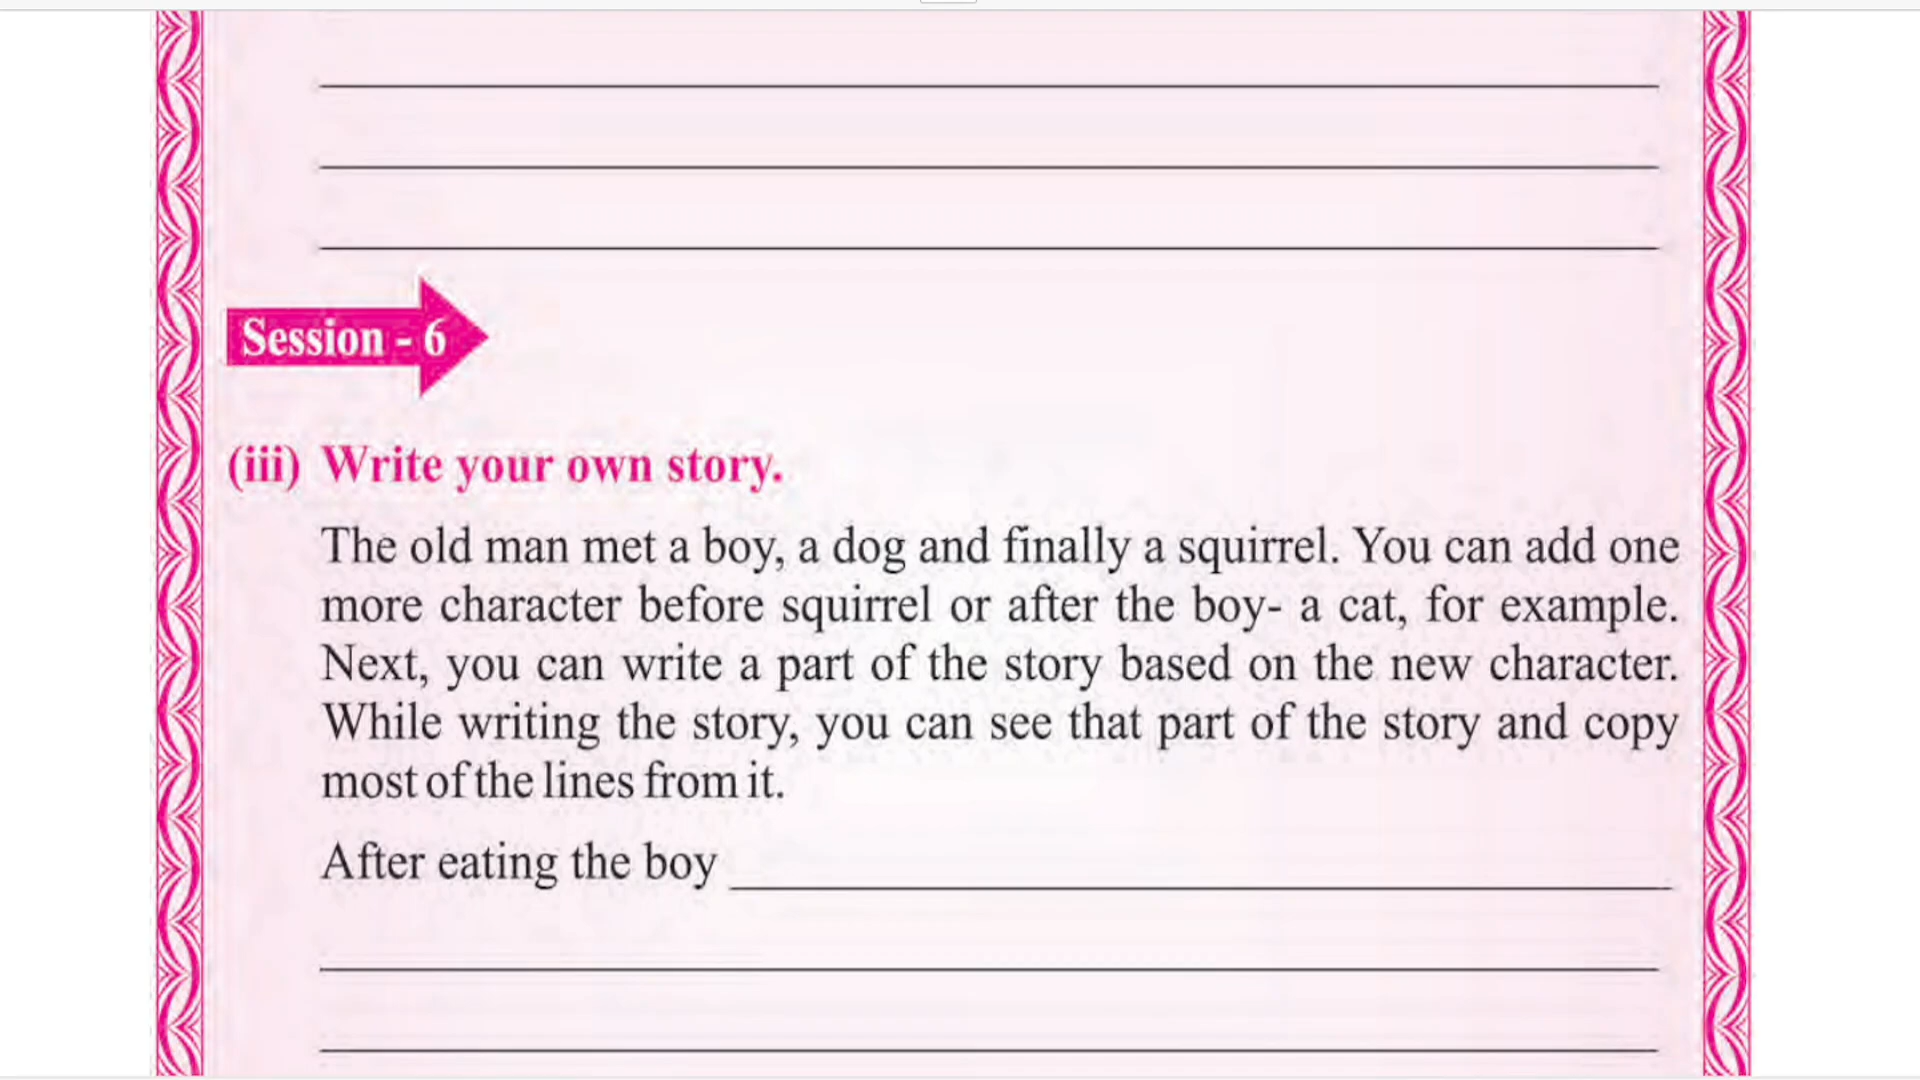 Session - 6
(iii) Write your own story.
The old man met a boy, a dog and finally a squirrel. You can add one
more character before squirrel or after the boy- a cat, for example.
Next, you can write a part of the story based on the new character.
While writing the story, you can see that part of the story and copy
most of the lines from it.
After eating the boy